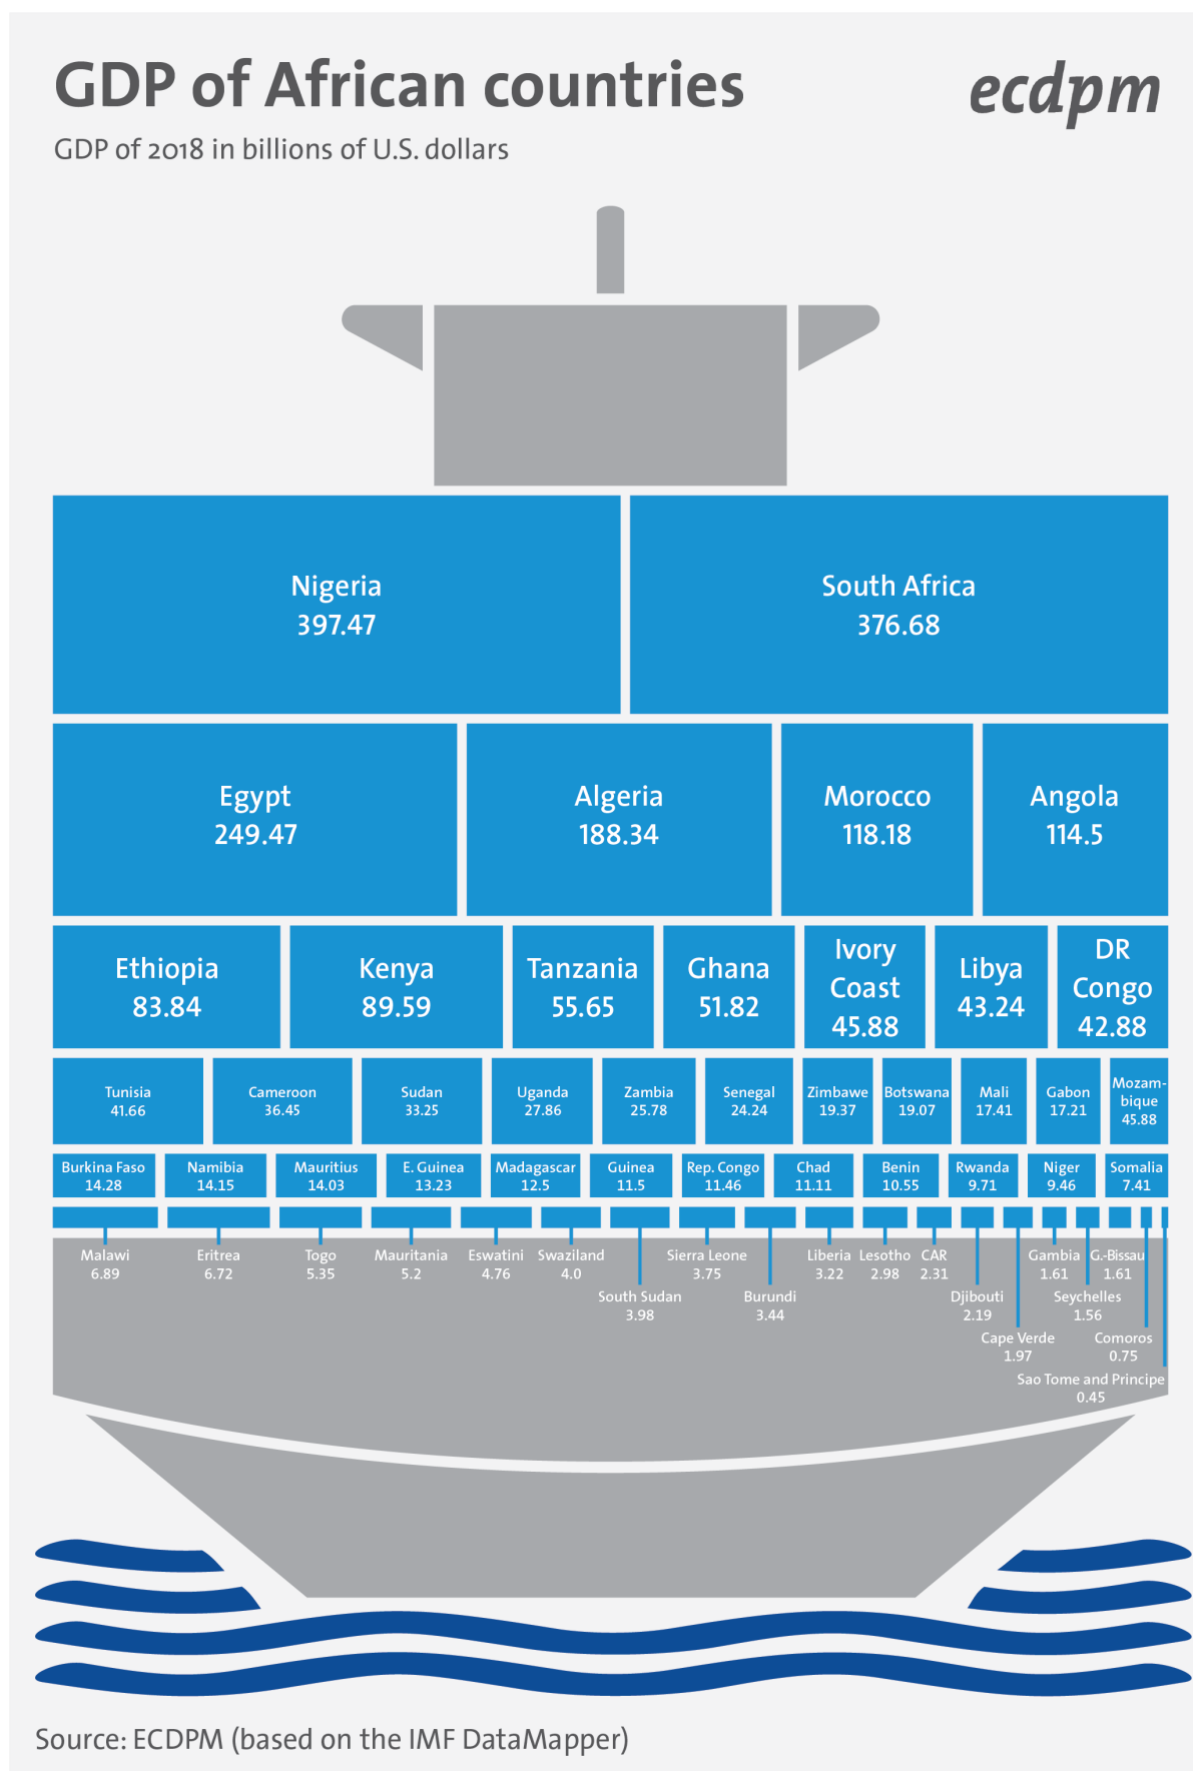 GDP of African countries
ecdpm
GDP of 2018 in billions of U.S. dollars
Nigeria
397.47
South Africa
376.68
Egypt
249.47
Algeria
188.34
Morocco
118.18
Angola
114.5
Ethiopia
83.84
Kenya
89.59
Tanzania
55.65
Ghana
51.82
Ivory
Coast
45.88
Libya
43.24
DR
Congo
42.88
Tunisia
41.66
Cameroon
36.45
Sudan
33.25
Uganda
27.86
Zambia
25.78
Senegal
24.24
Zimbawe
19.37
Botswana
19.07
Mali
17.41
Gabon
17.21
Mozam-
bique
45.88
Burkina Faso
14.28
Namibia
14.15
Mauritius
14.03
E. Guinea
13.23
Madagascar
12.5
Guinea
11.5
Rep. Congo
11.46
Chad
11.11
Benin
10.55
Rwanda
9.71
Niger
9.46
Somalia
7.41
Malawi
6.89
Eritrea
6.72
Togo
5.35
Mauritania
5.2
Eswatini
4.76
Swaziland
4.0
South Sudan
3.98
Sierra Leone
3.75
Burundi
3.44
Liberia
3.22
Lesotho
2.98
CAR
2.31
Djibouti
2.19
Cape Verde
1.97
Gambia
1.61
Seychelles
1.56
G.-Bissau
1.61
Comoros
0.75
Sao Tome and Principe
0.45
Source: ECDPM (based on the IMF DataMapper)